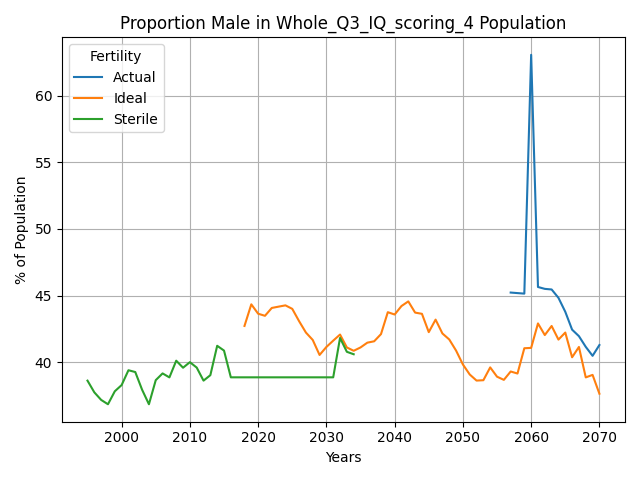 Proportion Male in Whole_Q3_IQ_scoring_4 Population
Fertility
Actual
Ideal
Sterile
% of Population
60
55
50
45
40
2000 2010 2020 2030 2040 2050 2060 2070
Years